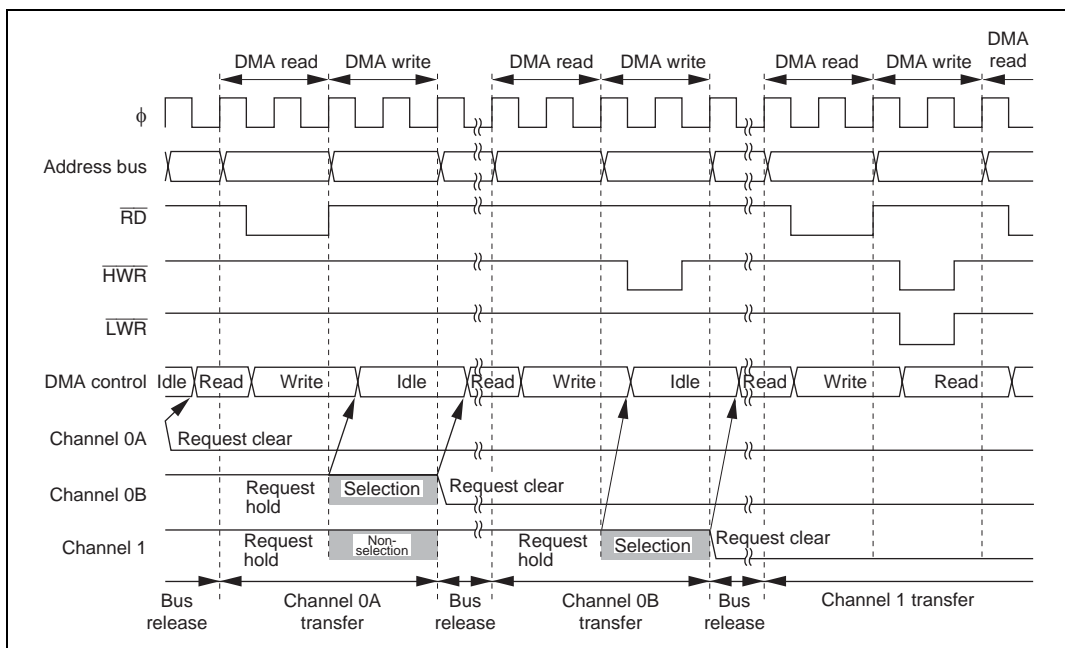 DMA
read
DMA read DMA write DMA read DMA write DMA read DMA write
ϕ
Address bus
RD
HWR
LWR
DMA control Idle Read Write Idle Read Write Idle Read Write Read
Channel 0A Request clear
Channel 0B Request hold Selection Request clear
Channel 1 Request hold Non-selection Request hold Selection Request clear
Bus release Channel 0A transfer Bus release Channel 0B transfer Bus release Channel 1 transfer